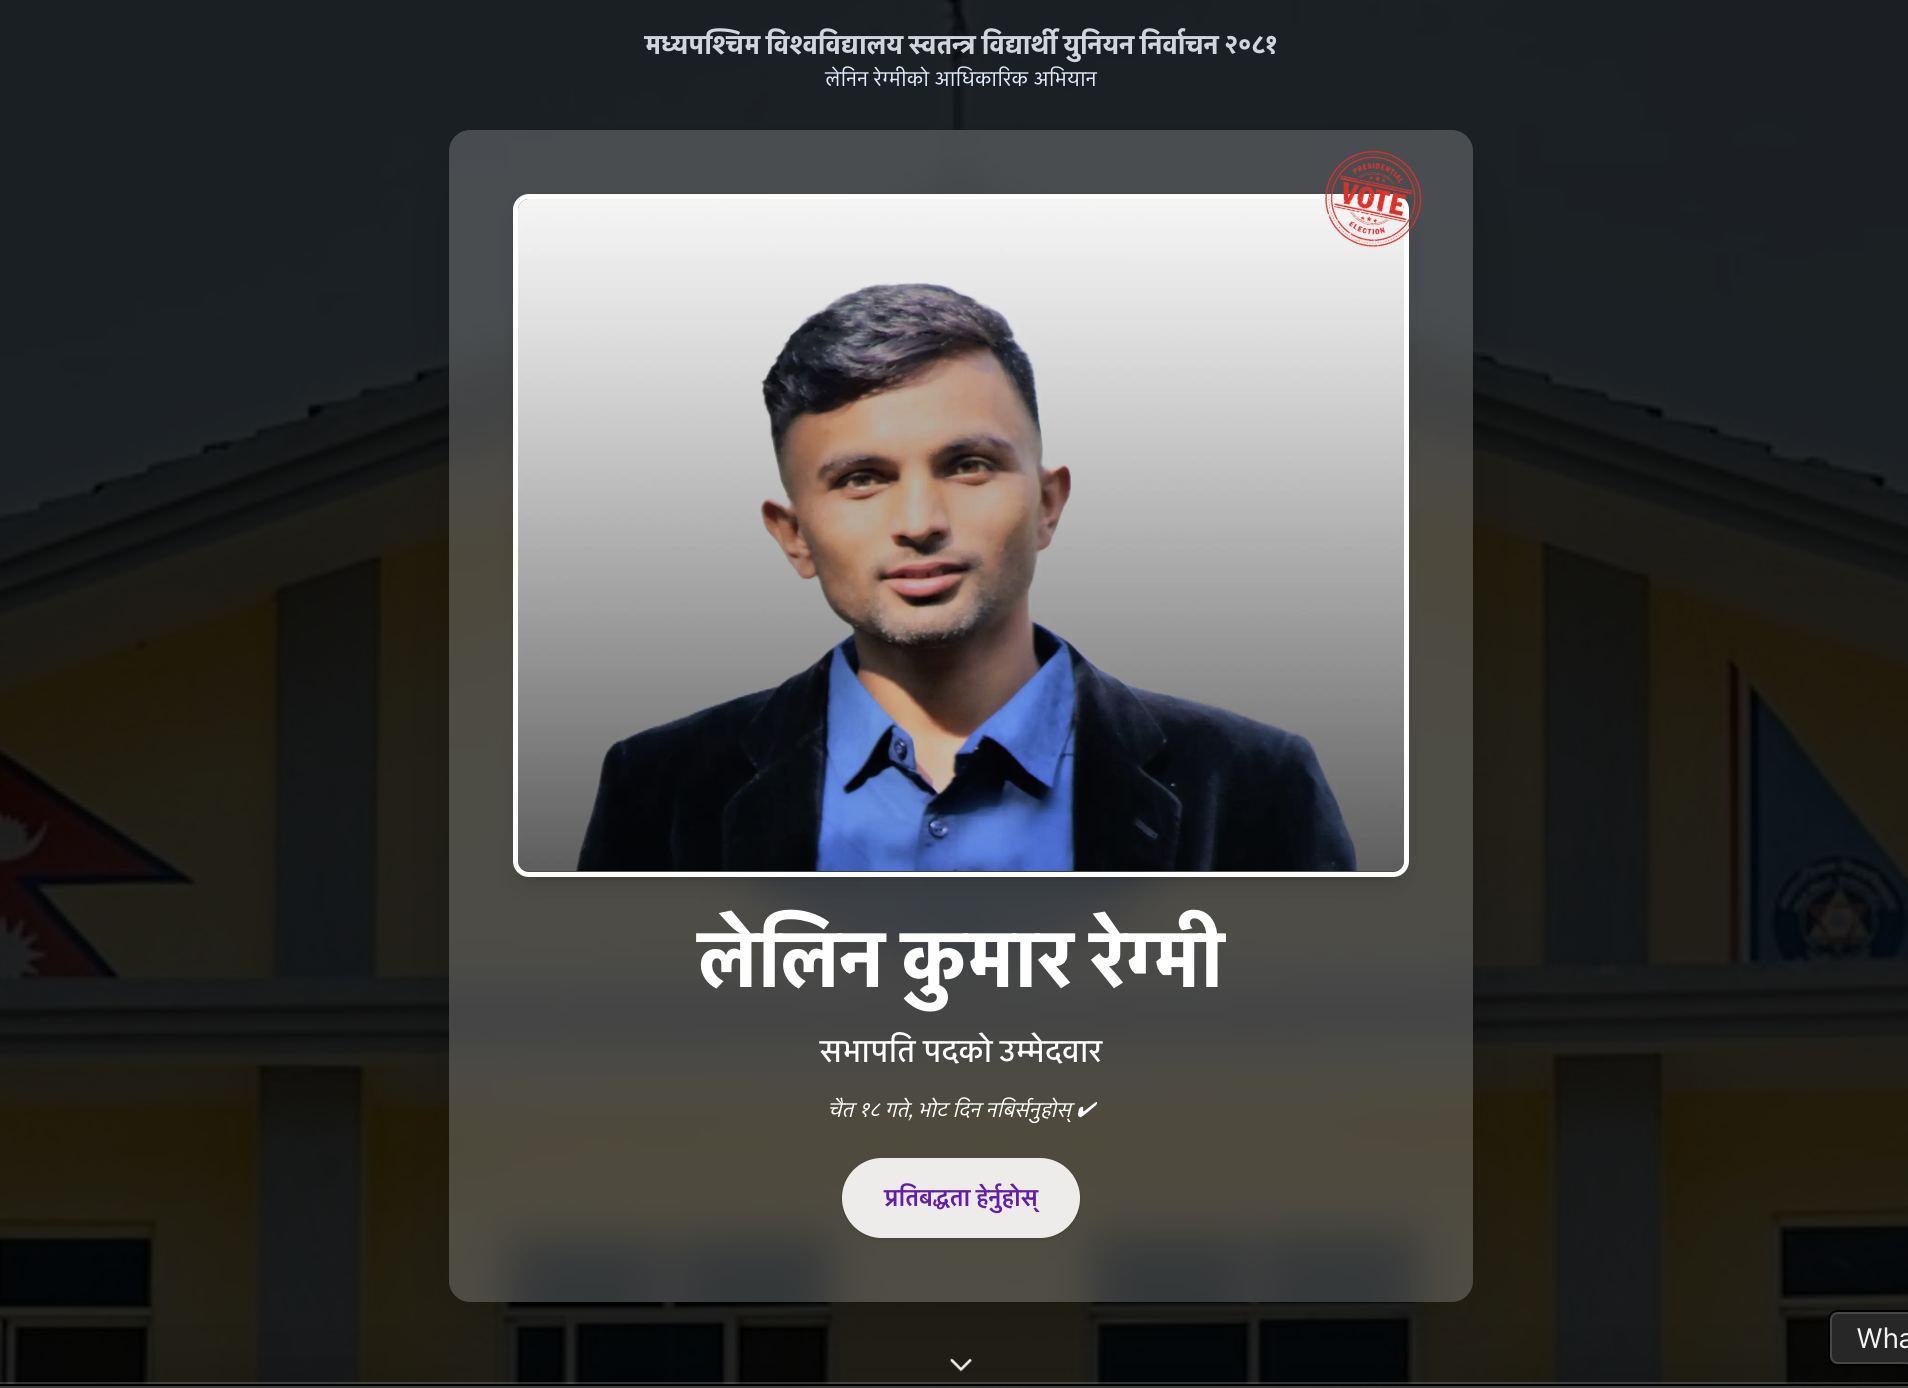 मध्यपश्चिम विश्वविद्यालय स्वतन्त्र विद्यार्थी युनियन निर्वाचन २०८१
लेनिन रेग्मीको आधिकारिक अभियान
PRESIDENTIAL
VOTE
ELECTION
लेलिन कुमार रेग्मी
सभापति पदको उम्मेदवार
चैत १८ गते, भोट दिन नबिर्सनुहोस् ✔
प्रतिबद्धता हेर्नुहोस्
Wha